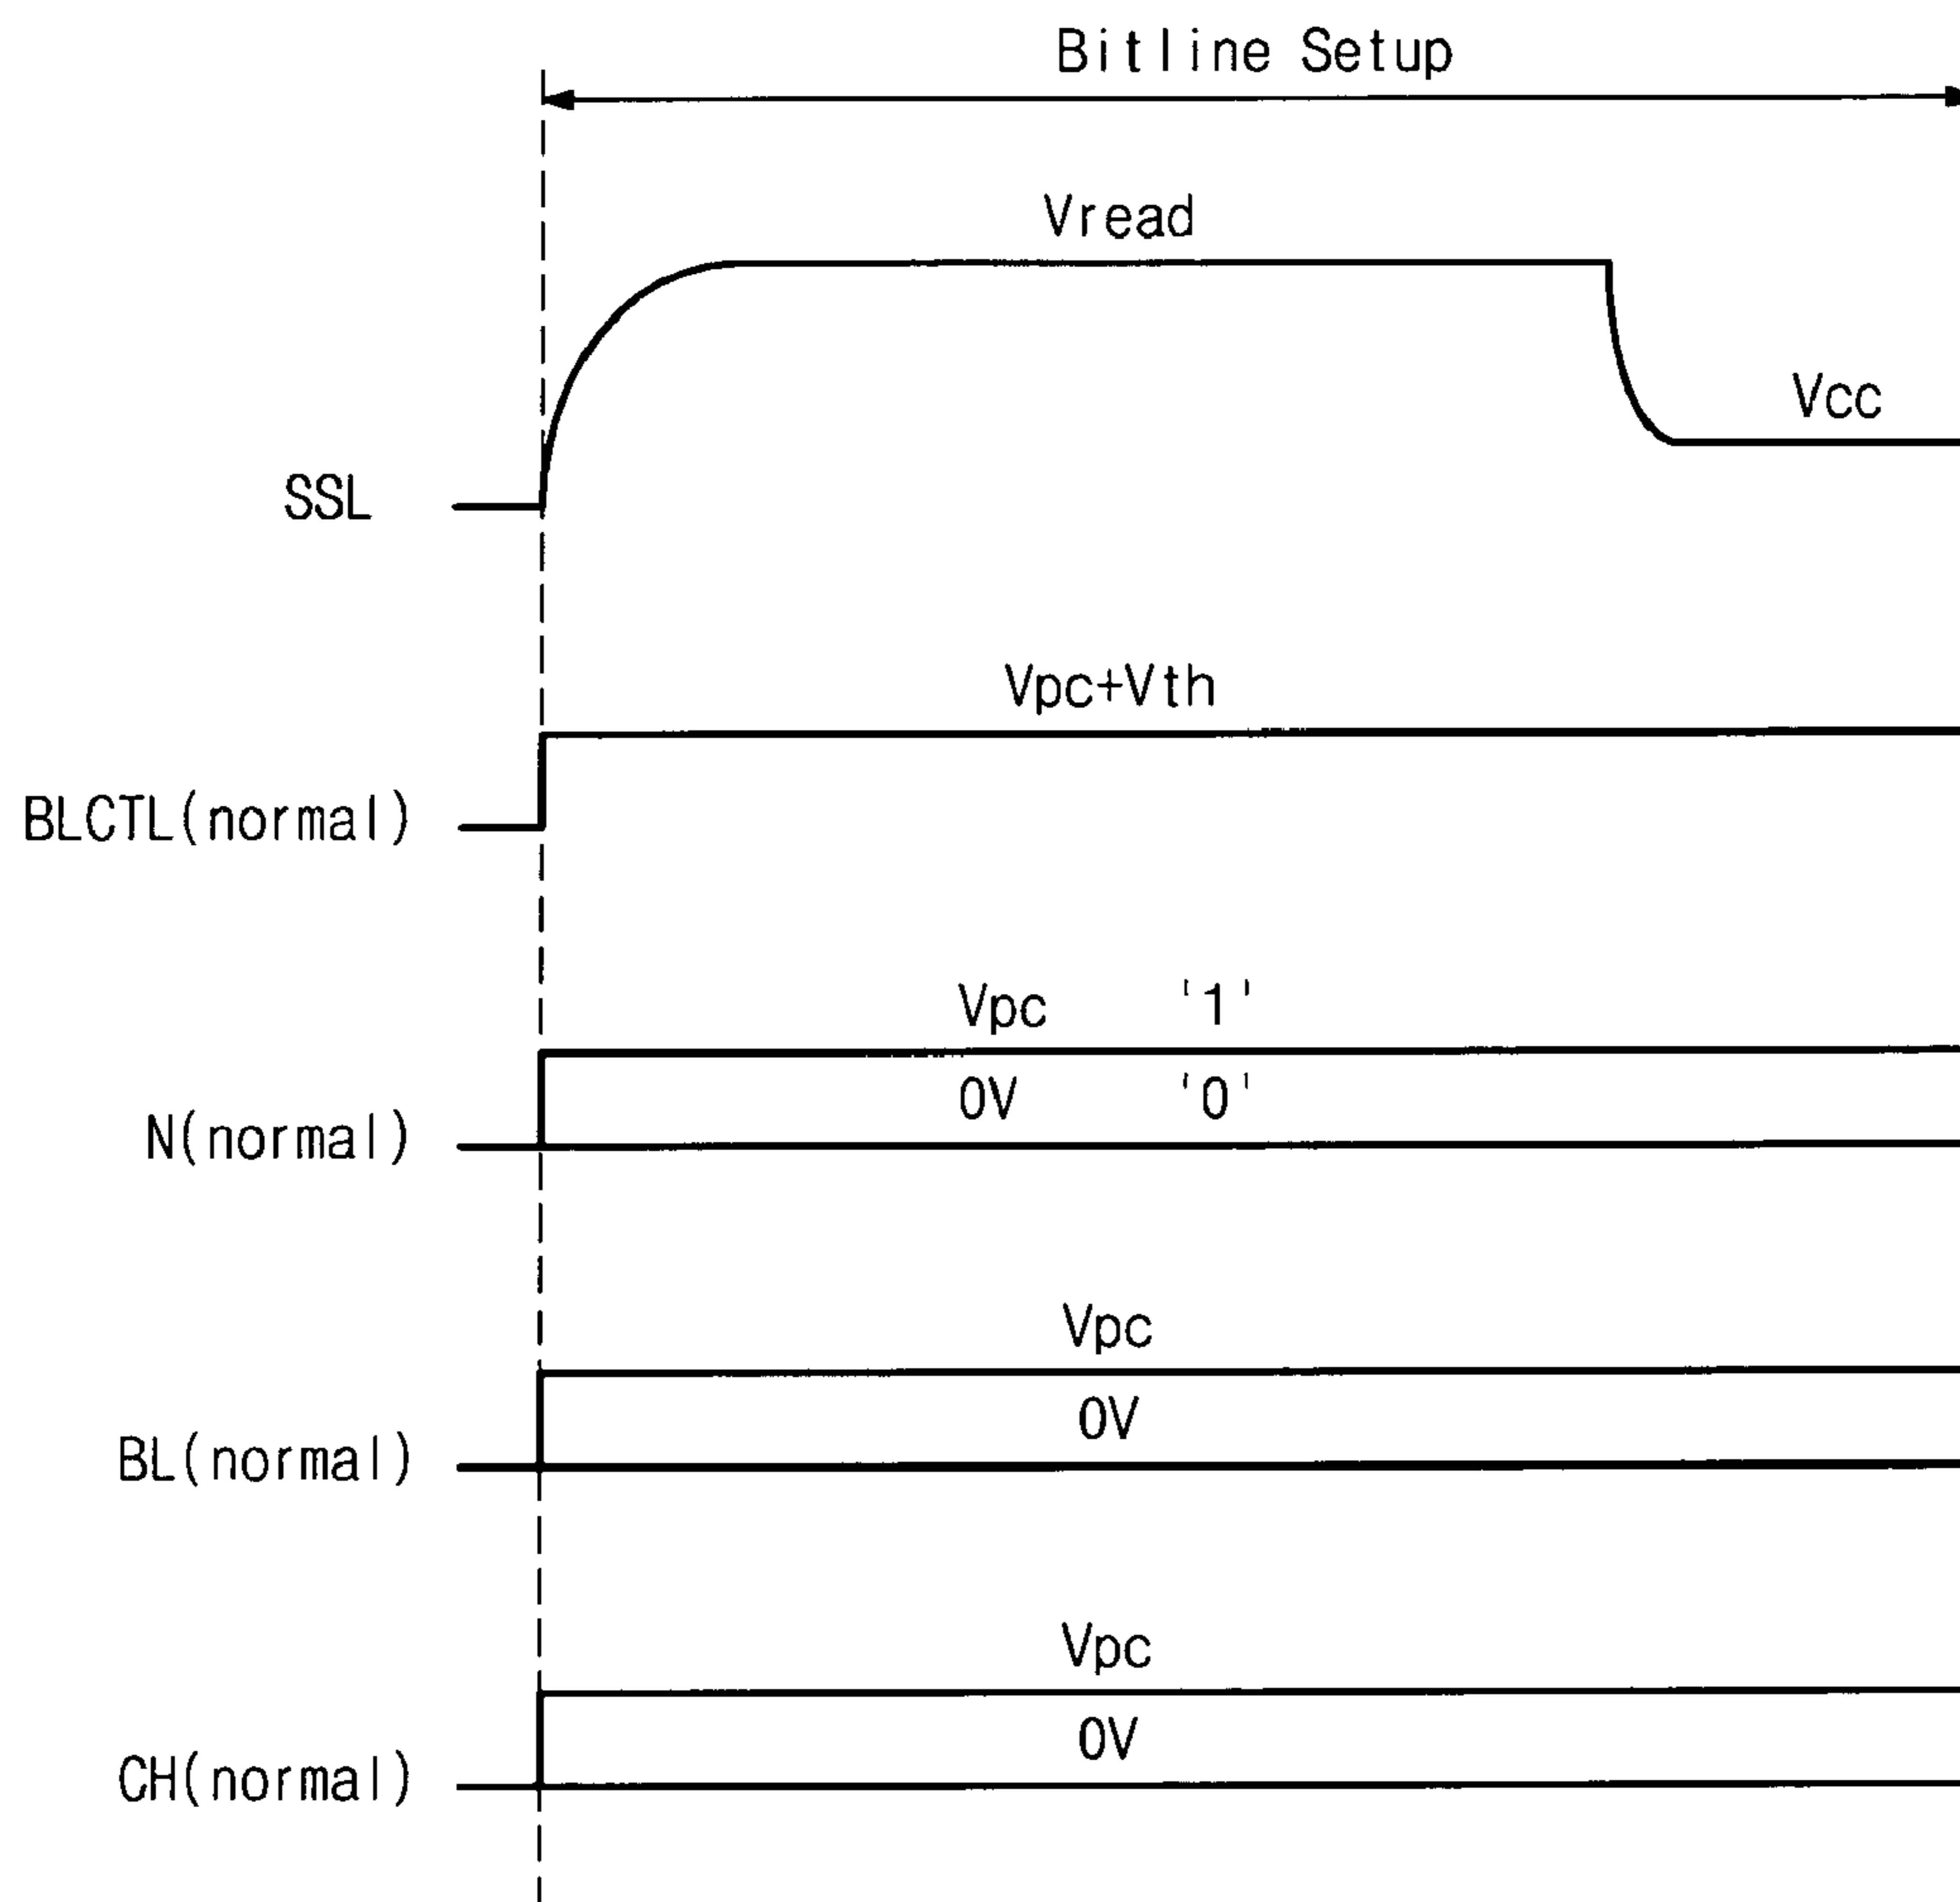 Bitline Setup
Vread
Vcc
SSL
Vpc+Vth
BLCTL(normal)
Vpc '1'
0V '0'
N(normal)
Vpc
0V
BL(normal)
Vpc
0V
CH(normal)